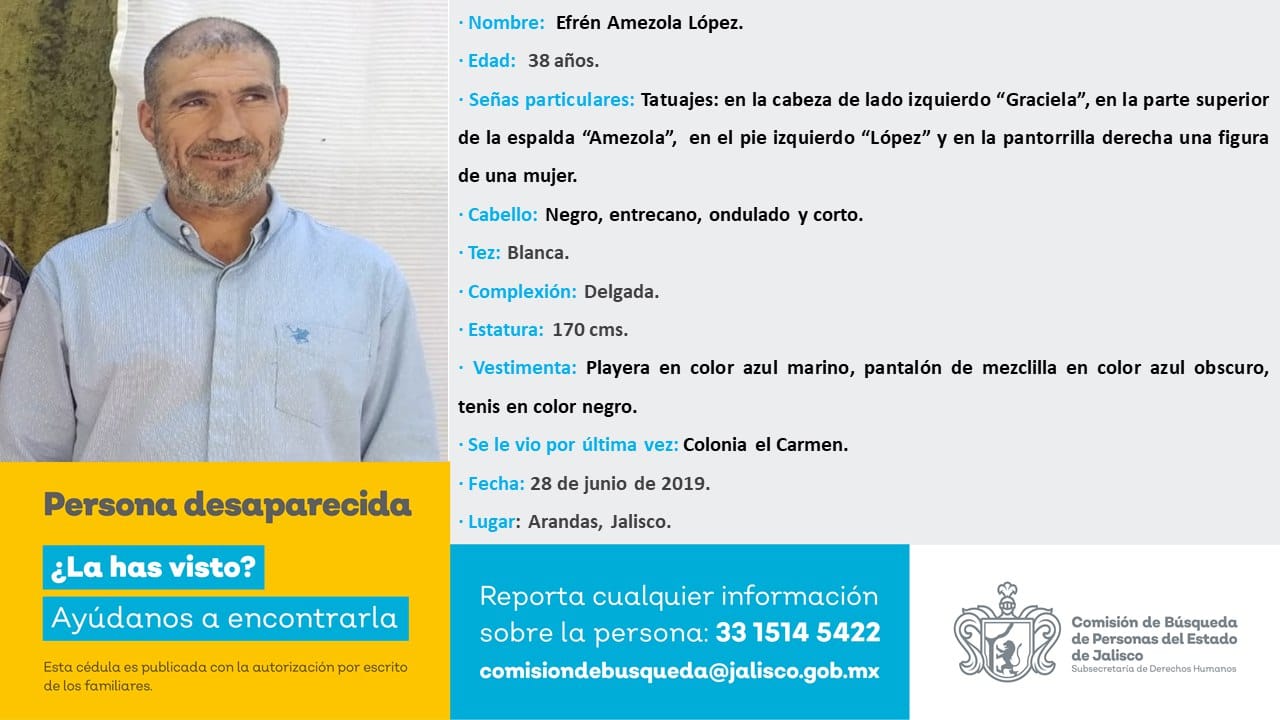 · Nombre: Efrén Amezola López.
· Edad: 38 años.
· Señas particulares: Tatuajes: en la cabeza de lado izquierdo “Graciela”, en la parte superior
de la espalda “Amezola”, en el pie izquierdo “López” y en la pantorrilla derecha una figura
de una mujer.
· Cabello: Negro, entrecano, ondulado y corto.
· Tez: Blanca.
· Complexión: Delgada.
· Estatura: 170 cms.
· Vestimenta: Playera en color azul marino, pantalón de mezclilla en color azul obscuro,
tenis en color negro.
· Se le vio por última vez: Colonia el Carmen.
· Fecha: 28 de junio de 2019.
· Lugar: Arandas, Jalisco.
Persona desaparecida
¿La has visto?
Ayúdanos a encontrarla
Esta cédula es publicada con la autorización por escrito
de los familiares.
Reporta cualquier información
sobre la persona: 33 1514 5422
comisiondebusqueda@jalisco.gob.mx
Comisión de Búsqueda
de Personas del Estado
de Jalisco
Subsecretaría de Derechos Humanos